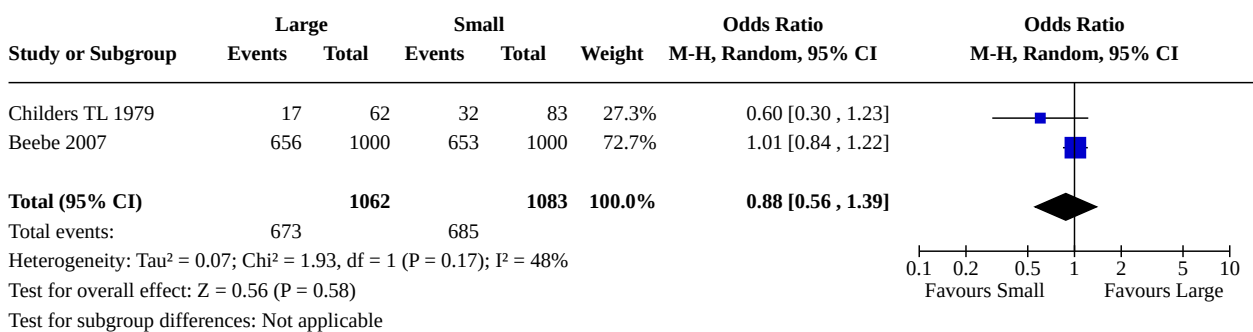 Large Small Odds Ratio Odds Ratio
Study or Subgroup Events Total Events Total Weight M-H, Random, 95% CI M-H, Random, 95% CI
Childers TL 1979 17 62 32 83 27.3% 0.60 [0.30 , 1.23]
Beebe 2007 656 1000 653 1000 72.7% 1.01 [0.84 , 1.22]
Total (95% CI) 1062 1083 100.0% 0.88 [0.56 , 1.39]
Total events: 673 685
Heterogeneity: Tau² = 0.07; Chi² = 1.93, df = 1 (P = 0.17); I² = 48%
0.1 0.2 0.5 1 2 5 10
Test for overall effect: Z = 0.56 (P = 0.58)
Favours Small Favours Large
Test for subgroup differences: Not applicable